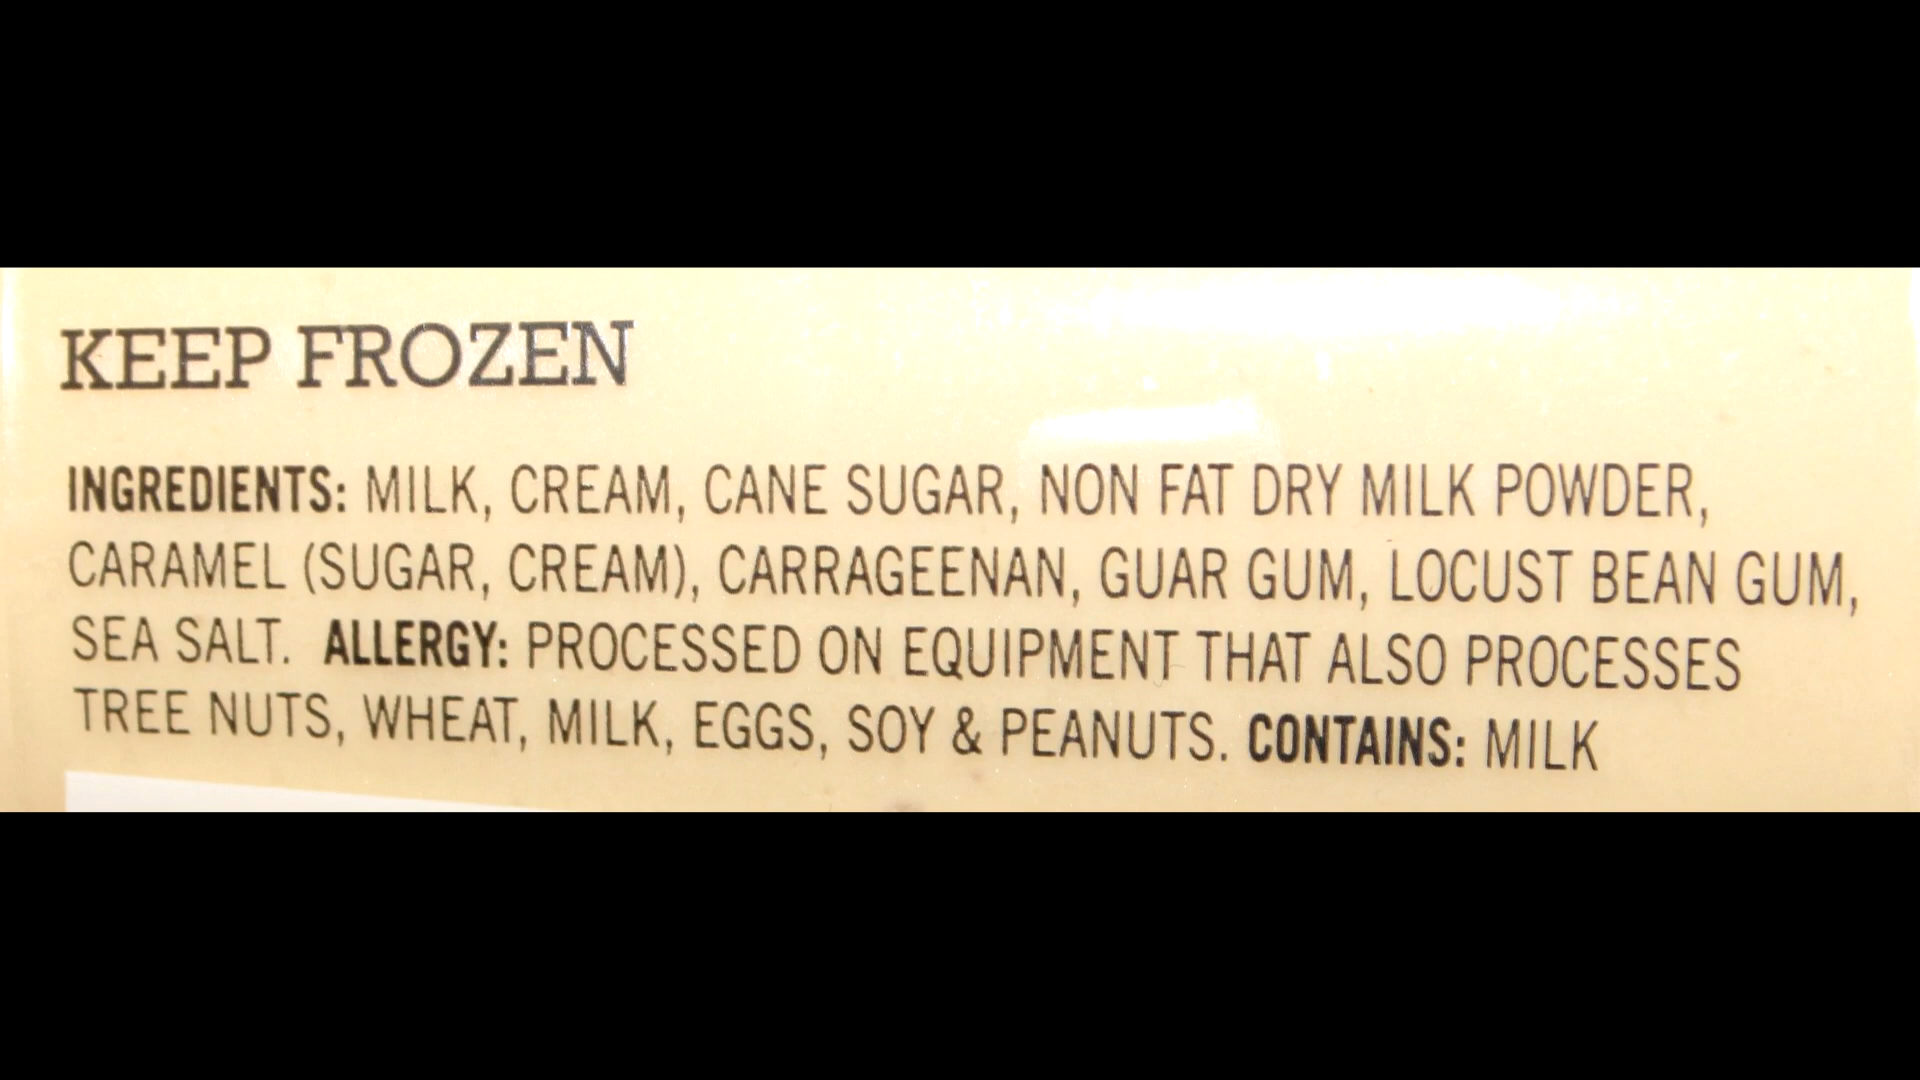 KEEP FROZEN
INGREDIENTS: MILK, CREAM, CANE SUGAR, NON FAT DRY MILK POWDER,
CARAMEL (SUGAR, CREAM), CARRAGEENAN, GUAR GUM, LOCUST BEAN GUM,
SEA SALT. ALLERGY: PROCESSED ON EQUIPMENT THAT ALSO PROCESSES
TREE NUTS, WHEAT, MILK, EGGS, SOY & PEANUTS. CONTAINS: MILK